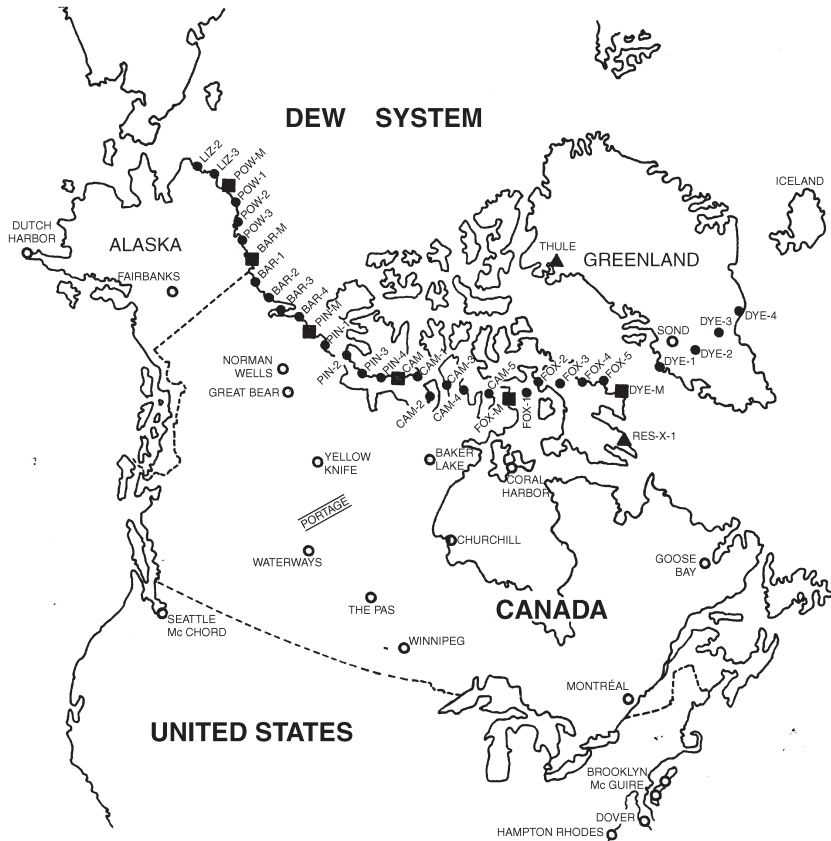 DEW SYSTEM
LIZ-2
LIZ-3
POW-M
POW-1
POW-2
POW-3
BAR-M
BAR-1
BAR-2
BAR-3
BAR-4
PIN-M
PIN-1
PIN-2
PIN-3
PIN-4
CAM
CAM-1
CAM-2
CAM-3
CAM-4
CAM-5
FOX-M
FOX-1
FOX-2
FOX-3
FOX-4
FOX-5
DYE-M
DYE-1
DYE-2
DYE-3
DYE-4
ICELAND
DUTCH
HARBOR
ALASKA
FAIRBANKS
THULE
GREENLAND
SOND
NORMAN
WELLS
GREAT BEAR
RES-X-1
YELLOW
KNIFE
BAKER
LAKE
CORAL
HARBOR
PORTAGE
CHURCHILL
WATERWAYS
GOOSE
BAY
THE PAS
CANADA
SEATTLE
Mc CHORD
WINNIPEG
MONTRÉAL
UNITED STATES
BROOKLYN
Mc GUIRE
DOVER
HAMPTON RHODES